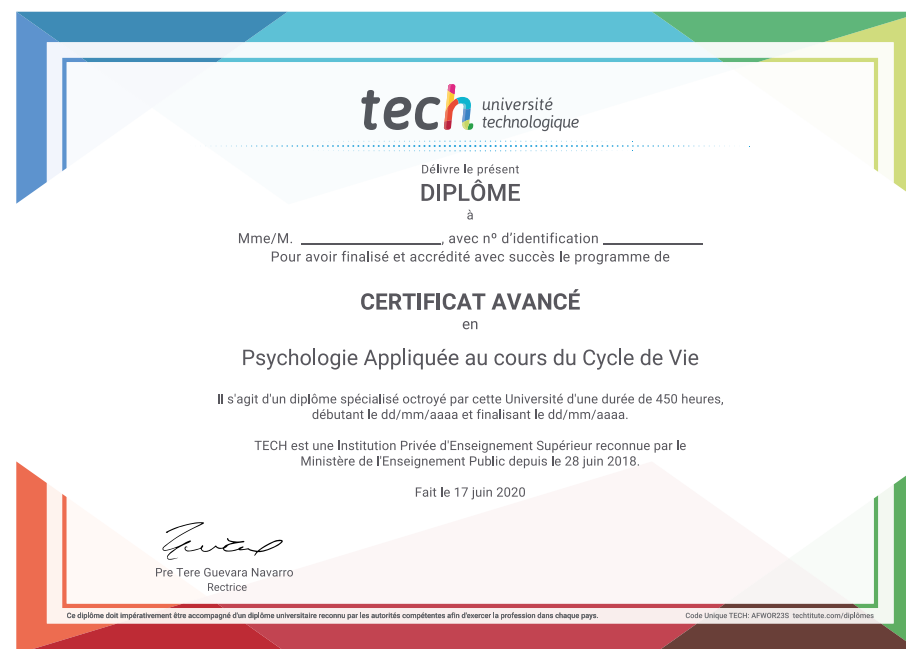 tech université
technologique
Délivre le présent
DIPLÔME
à
Mme/M. ____________________, avec nº d'identification ______________
Pour avoir finalisé et accrédité avec succès le programme de
CERTIFICAT AVANCÉ
en
Psychologie Appliquée au cours du Cycle de Vie
Il s'agit d'un diplôme spécialisé octroyé par cette Université d'une durée de 450 heures,
débutant le dd/mm/aaaa et finalisant le dd/mm/aaaa.
TECH est une Institution Privée d'Enseignement Supérieur reconnue par le
Ministère de l'Enseignement Public depuis le 28 juin 2018.
Fait le 17 juin 2020
Pre Tere Guevara Navarro
Rectrice
Ce diplôme doit impérativement être accompagné d'un diplôme universitaire reconnu par les autorités compétentes afin d'exercer la profession dans chaque pays.
Code Unique TECH: AFWOR23S techtitute.com/diplômes